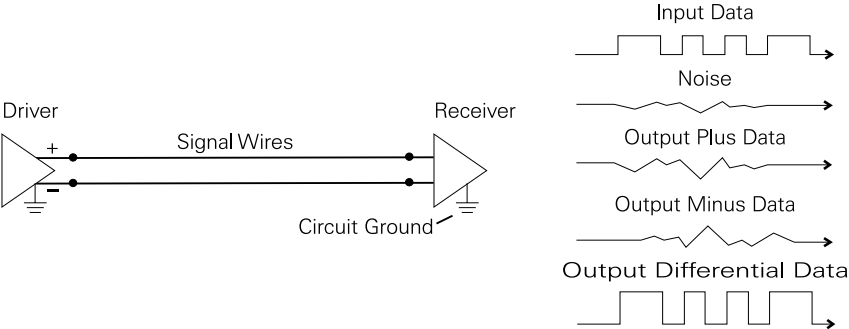 Input Data
Noise
Driver
Receiver
+
Signal Wires
Output Plus Data
−
Output Minus Data
Circuit Ground
Output Differential Data